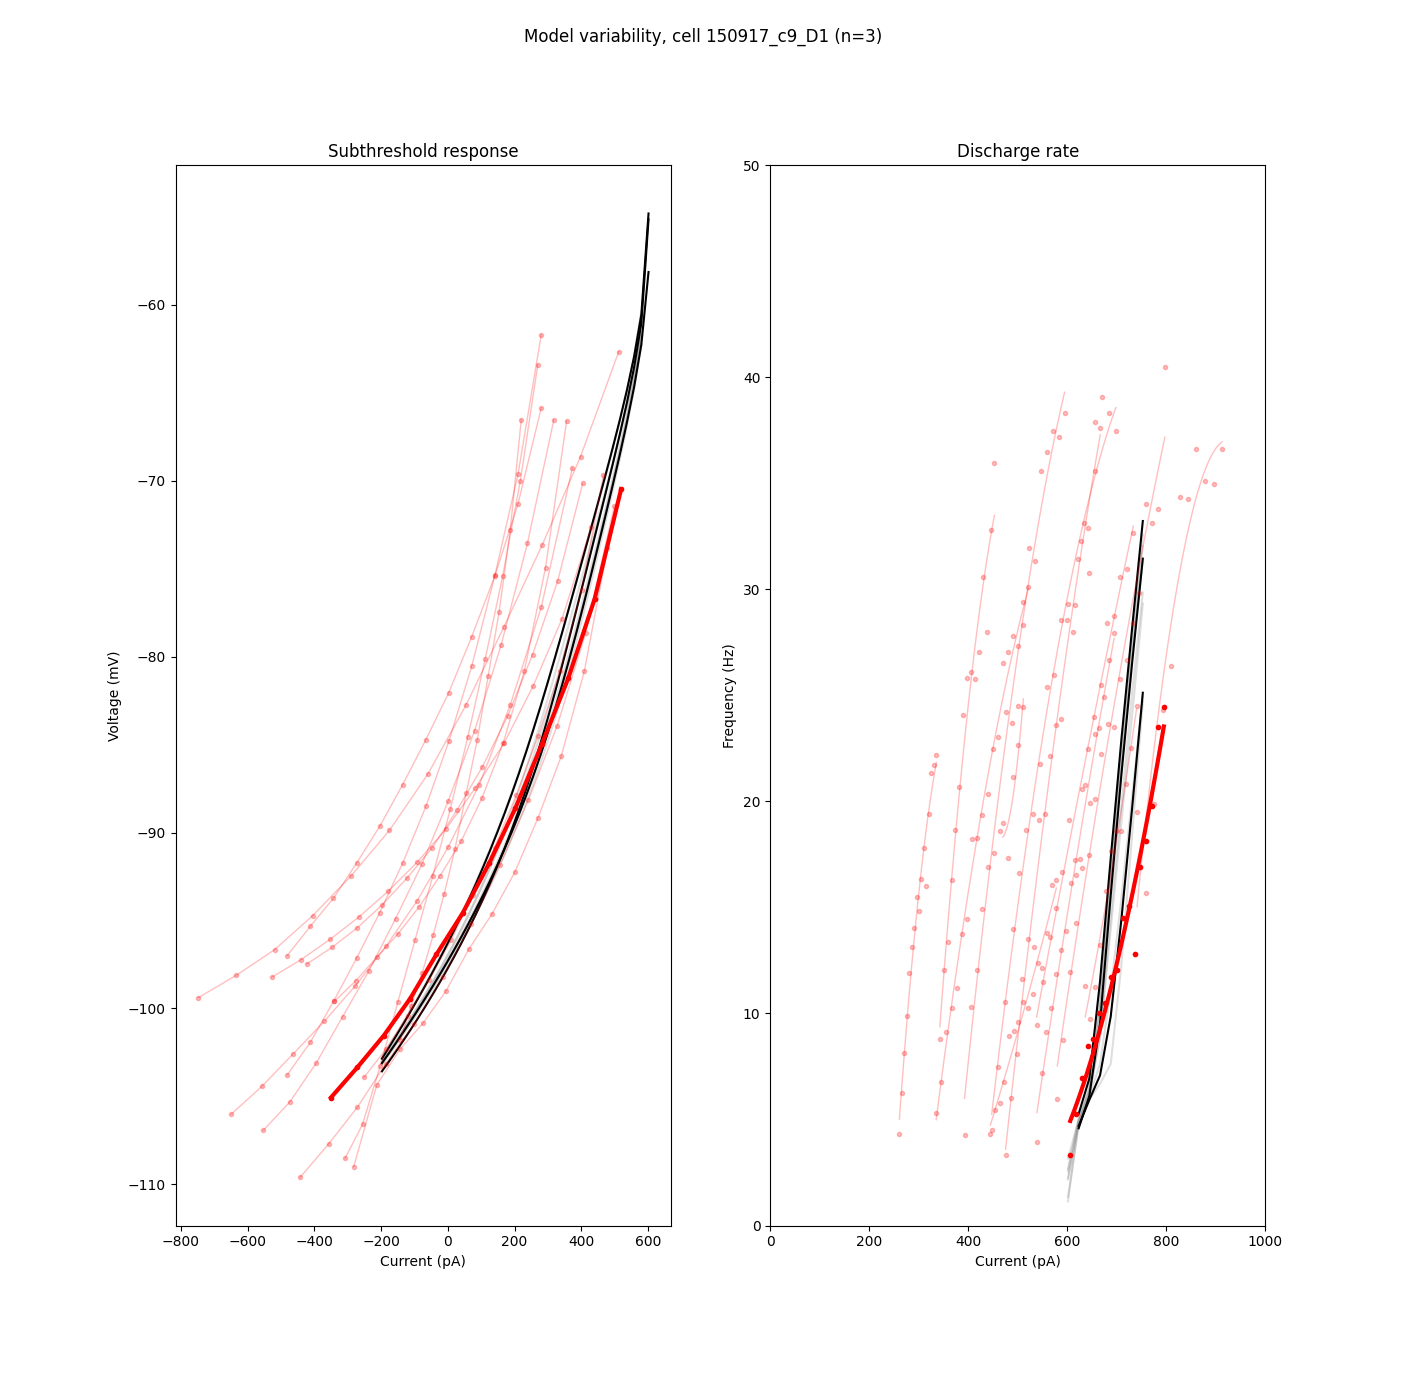 Model variability, cell 150917_c9_D1 (n=3)
Subthreshold response
Discharge rate
Voltage (mV)
−60
−70
−80
−90
−100
−110
−800 −600 −400 −200 0 200 400 600
Current (pA)
Frequency (Hz)
50
40
30
20
10
0
0 200 400 600 800 1000
Current (pA)